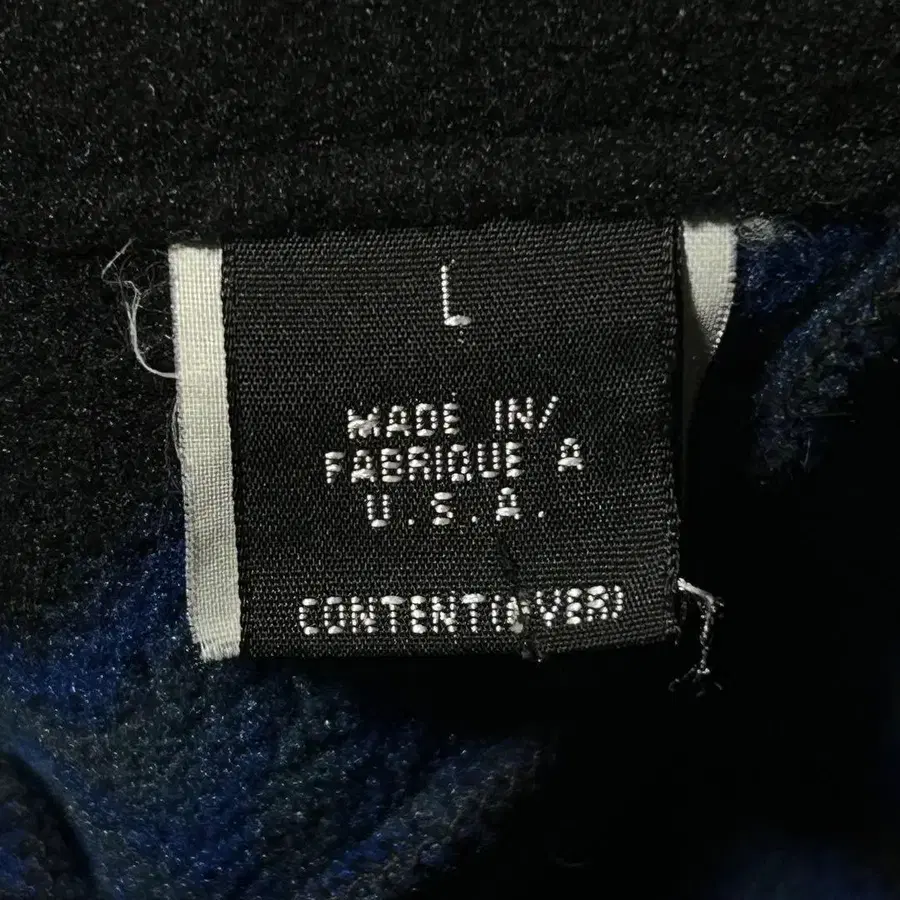 L
MADE IN/
FABRIQUE A
U.S.A.
CONTENT(OVER)